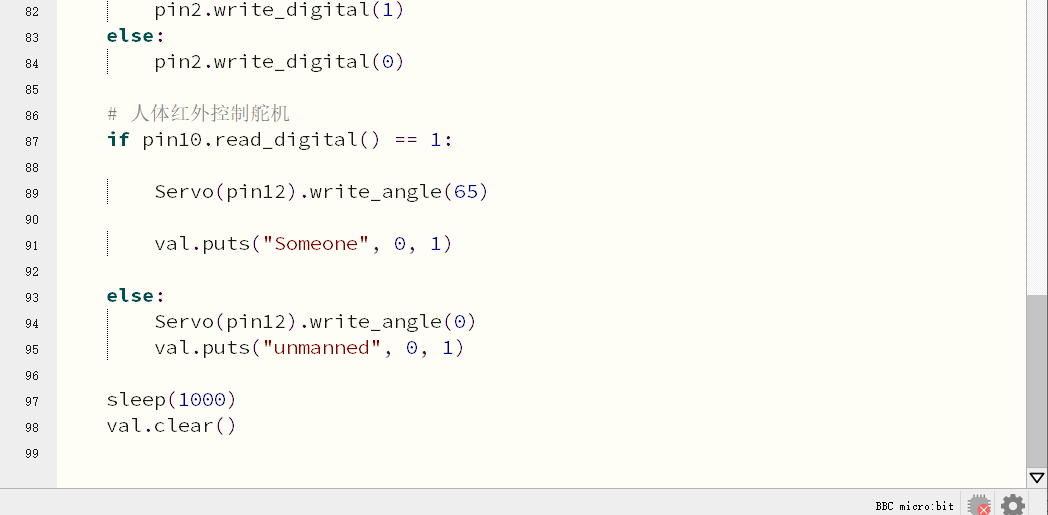 82 pin2.write_digital(1)
83 else:
84 pin2.write_digital(0)
85
86 # 人体红外控制舵机
87 if pin10.read_digital() == 1:
88
89 Servo(pin12).write_angle(65)
90
91 val.puts("Someone", 0, 1)
92
93 else:
94 Servo(pin12).write_angle(0)
95 val.puts("unmanned", 0, 1)
96
97 sleep(1000)
98 val.clear()
99
BBC micro:bit